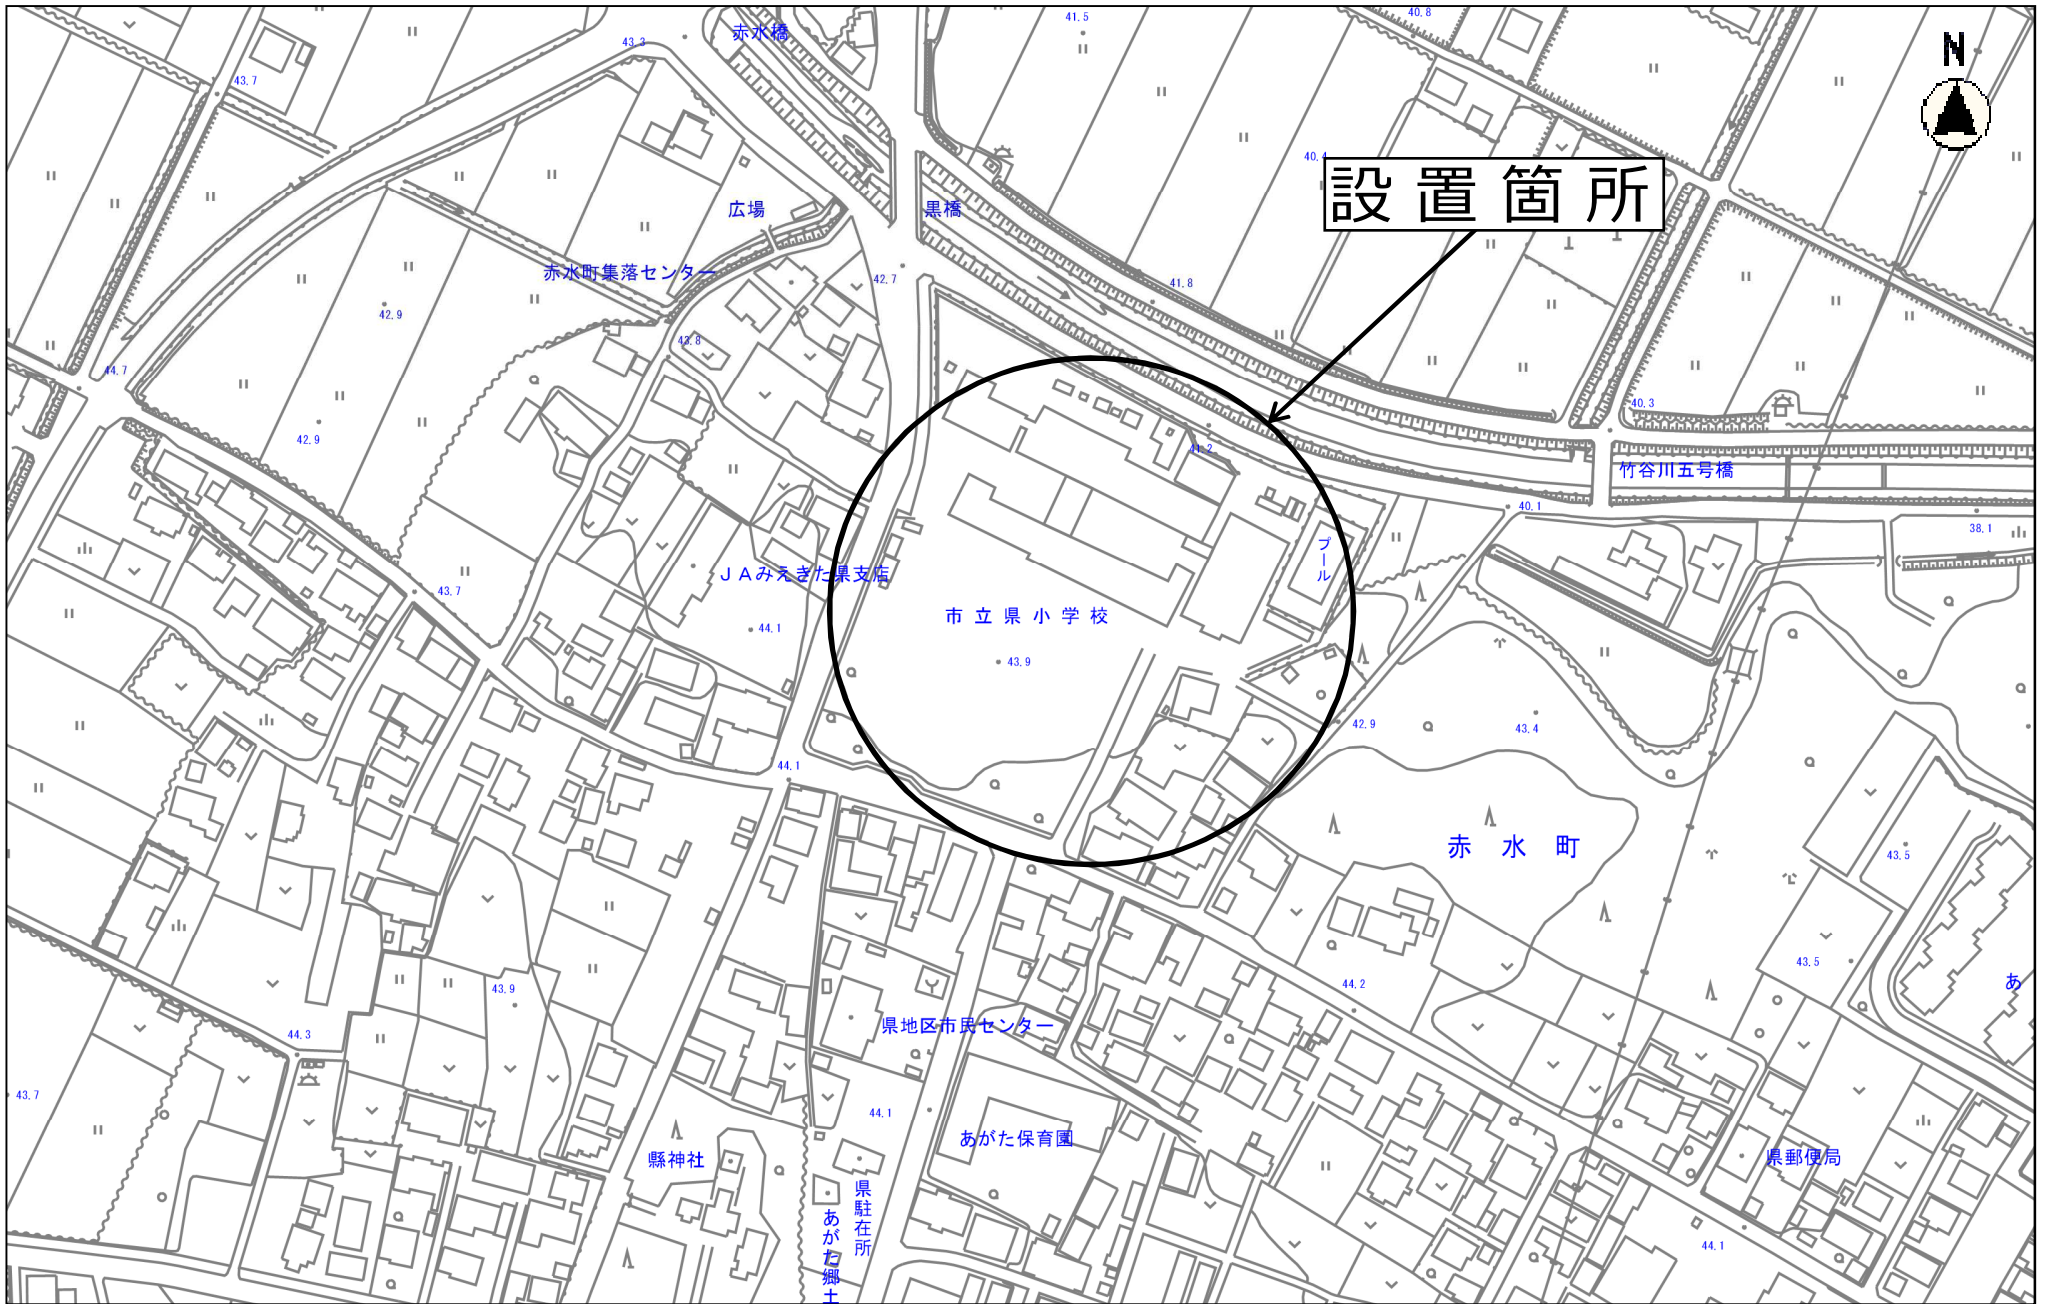 41.5
40.8
赤水橋
43.3
N
43.7
40.4
設置箇所
広場
黒橋
赤水町集落センター
42.7
41.8
42.9
43.8
44.7
40.3
42.9
41.2
竹谷川五号橋
40.1
38.1
プール
JAみえきた県支店
43.7
市立県小学校
44.1
43.9
42.9
43.4
44.1
赤水町
43.5
43.5
あ
44.2
43.9
県地区市民センター
44.3
43.7
44.1
あがた保育園
縣神社
県郵便局
県駐在所
あがた郷土
44.1